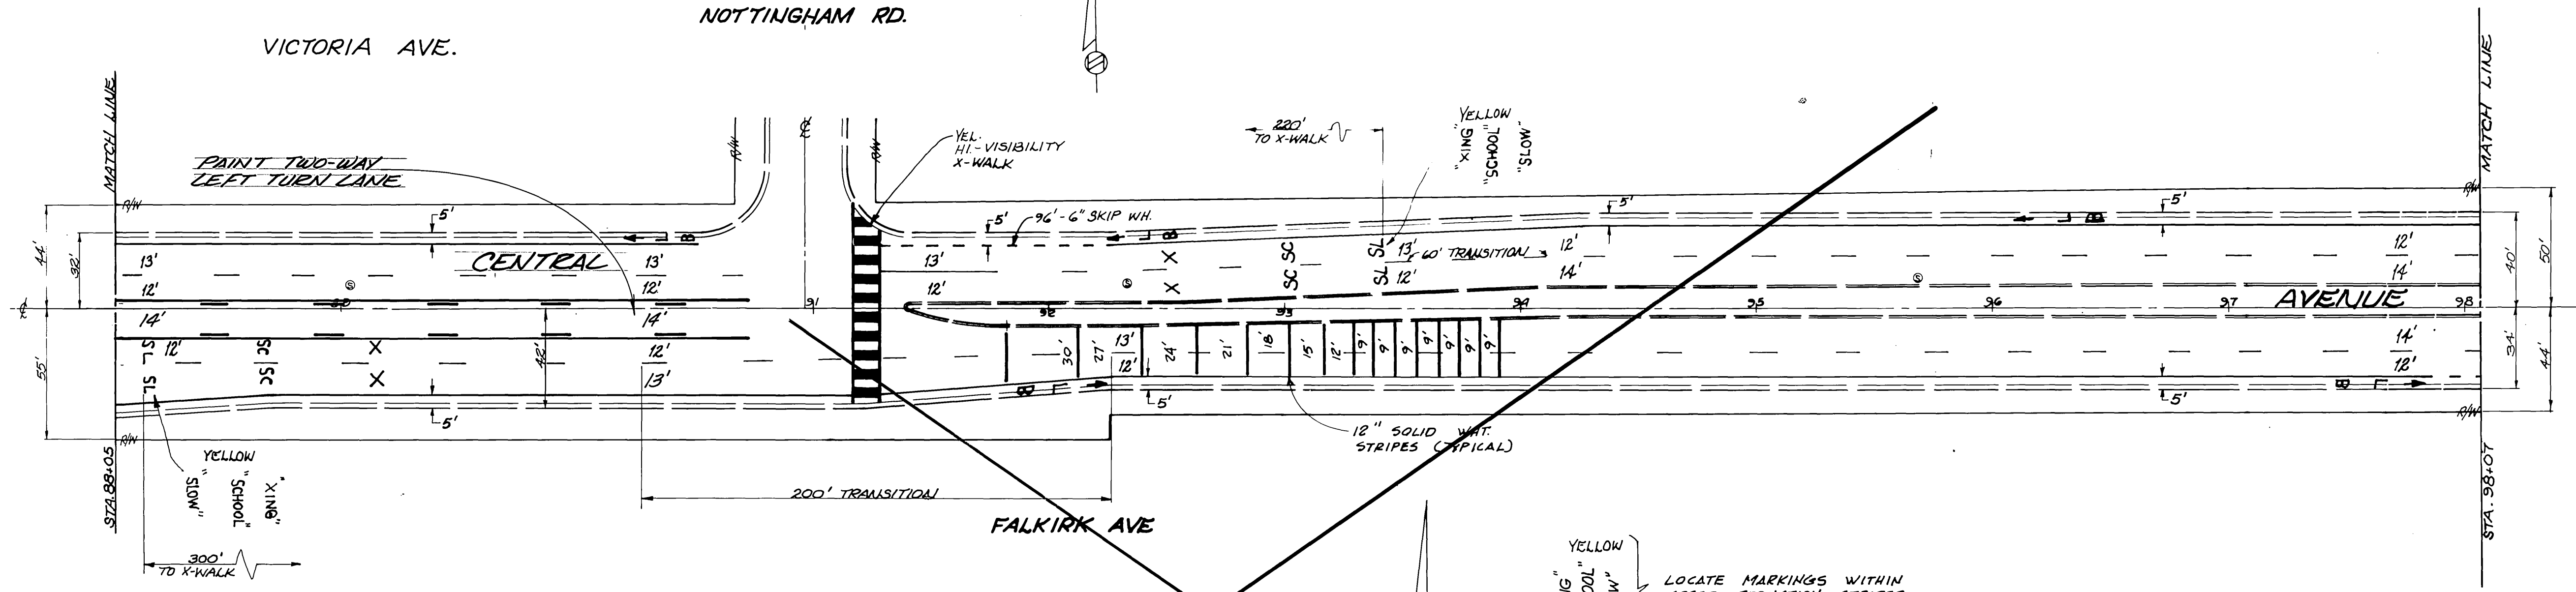 NOTTINGHAM RD.
VICTORIA AVE.
MATCH LINE
MATCH LINE
PAINT TWO-WAY
LEFT TURN LANE
R/W
R/W
YEL.
HI.-VISIBILITY
X-WALK
220'
TO X-WALK
YELLOW
"XING"
"SCHOOL"
"SLOW"
R/W
R/W
5'
96'-6" SKIP WH.
5'
5'
5'
B L
B L
B L
44'
32'
13'
CENTRAL
13'
13'
X
SC SC
SL SL
13'
60' TRANSITION
12'
12'
40'
50'
12'
12'
12'
X
12'
14'
14'
S
S
S
90
91
92
93
94
95
96
97
AVENUE
98
14'
14'
42'
30'
27'
13'
24'
21'
18'
15'
12'
9'
9'
9'
9'
9'
9'
9'
14'
34'
44'
55'
SL SL
12'
SC SC
X X
12'
12'
12'
13'
B L
B L
5'
5'
5'
R/W
R/W
12" SOLID WHT.
STRIPES (TYPICAL)
STA. 88+05
YELLOW
"SLOW"
"SCHOOL"
"XING"
200' TRANSITION
FALKIRK AVE
STA. 98+07
300'
TO X-WALK
YELLOW
LOCATE MARKINGS WITHIN